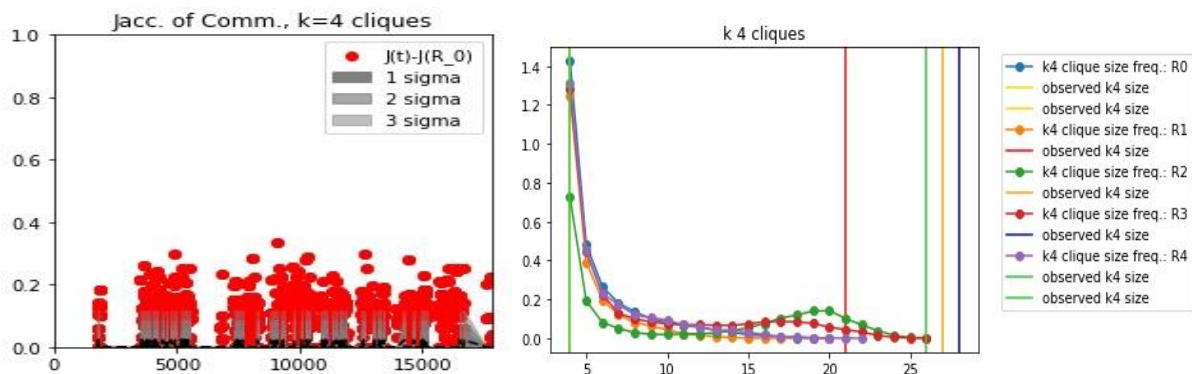 Jacc. of Comm., k=4 cliques
1.0
0.8
0.6
0.4
0.2
0.0
0
5000
10000
15000
J(t)-J(R_0)
1 sigma
2 sigma
3 sigma
k 4 cliques
1.4
1.2
1.0
0.8
0.6
0.4
0.2
0.0
5
10
15
20
25
k4 clique size freq.: R0
observed k4 size
observed k4 size
k4 clique size freq.: R1
observed k4 size
k4 clique size freq.: R2
observed k4 size
k4 clique size freq.: R3
observed k4 size
k4 clique size freq.: R4
observed k4 size
observed k4 size